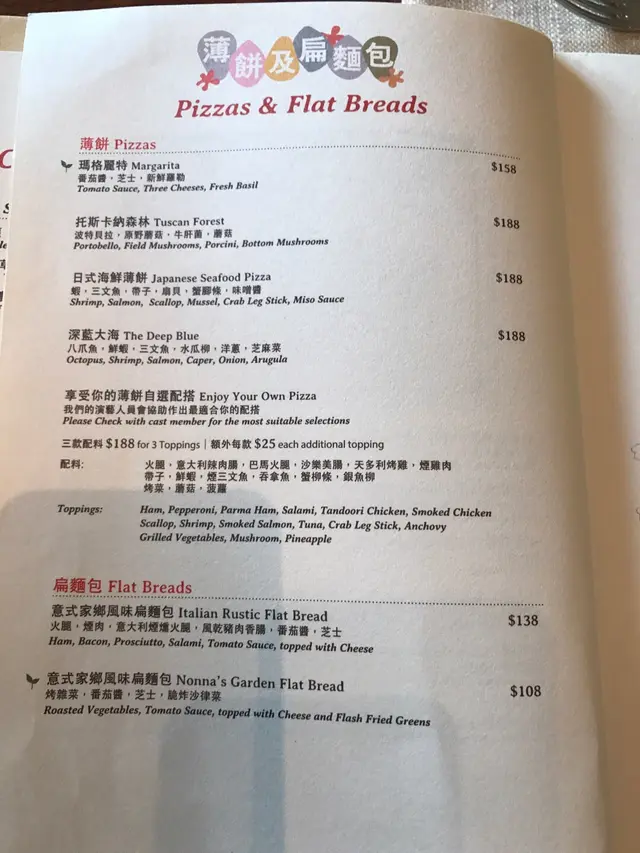 薄餅及扁麵包
Pizzas & Flat Breads
薄餅 Pizzas
瑪格麗特 Margarita $158
番茄醬，芝士，新鮮羅勒
Tomato Sauce, Three Cheeses, Fresh Basil
托斯卡納森林 Tuscan Forest $188
波特貝拉，原野蘑菇，牛肝菌，蘑菇
Portobello, Field Mushrooms, Porcini, Bottom Mushrooms
日式海鮮薄餅 Japanese Seafood Pizza $188
蝦，三文魚，帶子，扇貝，蟹腳條，味噌醬
Shrimp, Salmon, Scallop, Mussel, Crab Leg Stick, Miso Sauce
深藍大海 The Deep Blue $188
八爪魚，鮮蝦，三文魚，水瓜柳，洋蔥，芝麻菜
Octopus, Shrimp, Salmon, Caper, Onion, Arugula
享受你的薄餅自選配搭 Enjoy Your Own Pizza
我們的演藝人員會協助作出最適合你的配搭
Please Check with cast member for the most suitable selections
三款配料 $188 for 3 Toppings | 額外每款 $25 each additional topping
配料: 火腿，意大利辣肉腸，巴馬火腿，沙樂美腸，天多利烤雞，煙雞肉
帶子，鮮蝦，煙三文魚，吞拿魚，蟹柳條，銀魚柳
烤菜，蘑菇，菠蘿
Toppings: Ham, Pepperoni, Parma Ham, Salami, Tandoori Chicken, Smoked Chicken
Scallop, Shrimp, Smoked Salmon, Tuna, Crab Leg Stick, Anchovy
Grilled Vegetables, Mushroom, Pineapple
扁麵包 Flat Breads
意式家鄉風味扁麵包 Italian Rustic Flat Bread $138
火腿，煙肉，意大利煙燻火腿，風乾豬肉香腸，番茄醬，芝士
Ham, Bacon, Prosciutto, Salami, Tomato Sauce, topped with Cheese
意式家鄉風味扁麵包 Nonna's Garden Flat Bread $108
烤雜菜，番茄醬，芝士，脆炸沙律菜
Roasted Vegetables, Tomato Sauce, topped with Cheese and Flash Fried Greens